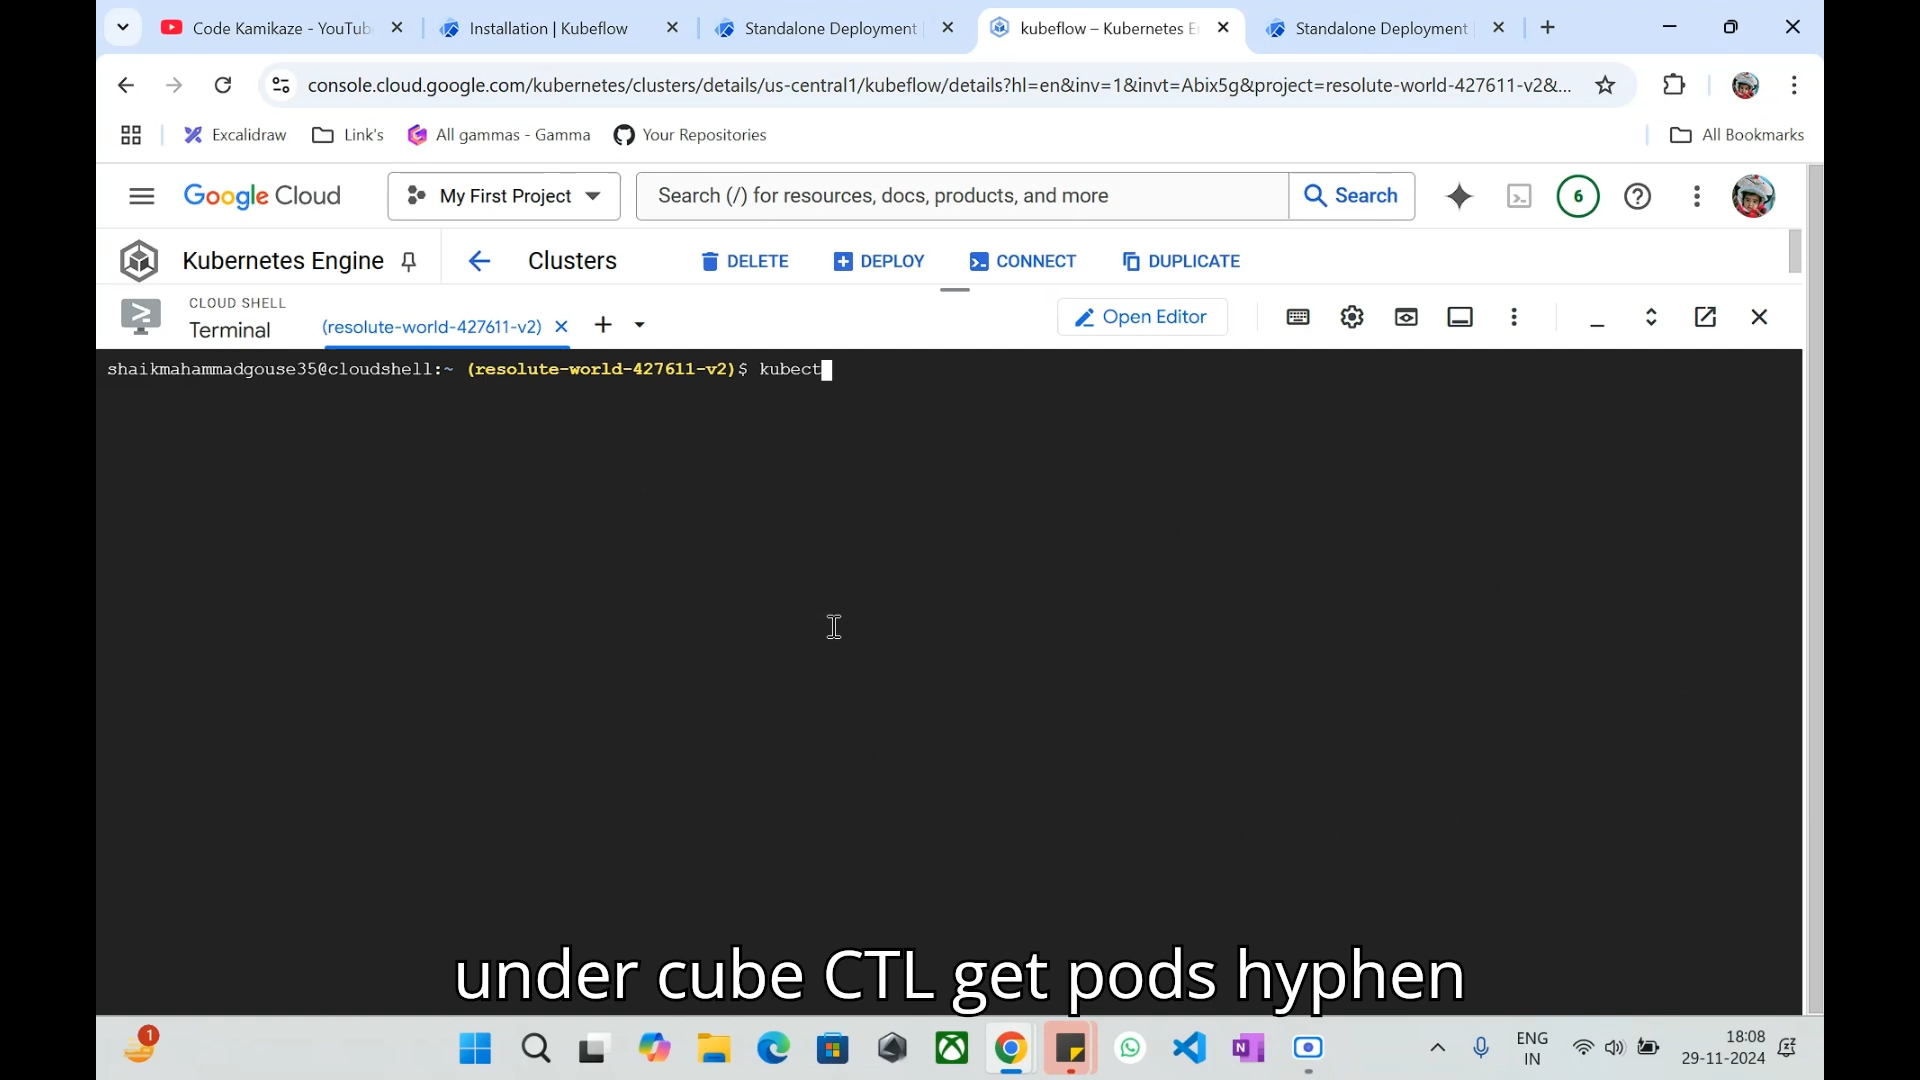 Code Kamikaze - YouTub
Installation | Kubeflow
Standalone Deployment
kubeflow – Kubernetes E
Standalone Deployment
console.cloud.google.com/kubernetes/clusters/details/us-central1/kubeflow/details?hl=en&inv=1&invt=Abix5g&project=resolute-world-427611-v2&...
Excalidraw
Link's
All gammas - Gamma
Your Repositories
All Bookmarks
Google Cloud
My First Project
Search (/) for resources, docs, products, and more
Search
6
Kubernetes Engine
Clusters
DELETE
DEPLOY
CONNECT
DUPLICATE
CLOUD SHELL
Terminal
(resolute-world-427611-v2)
Open Editor
shaikmahammadgouse35@cloudshell:~ (resolute-world-427611-v2)$ kubect
under cube CTL get pods hyphen
1
ENG
IN
18:08
29-11-2024